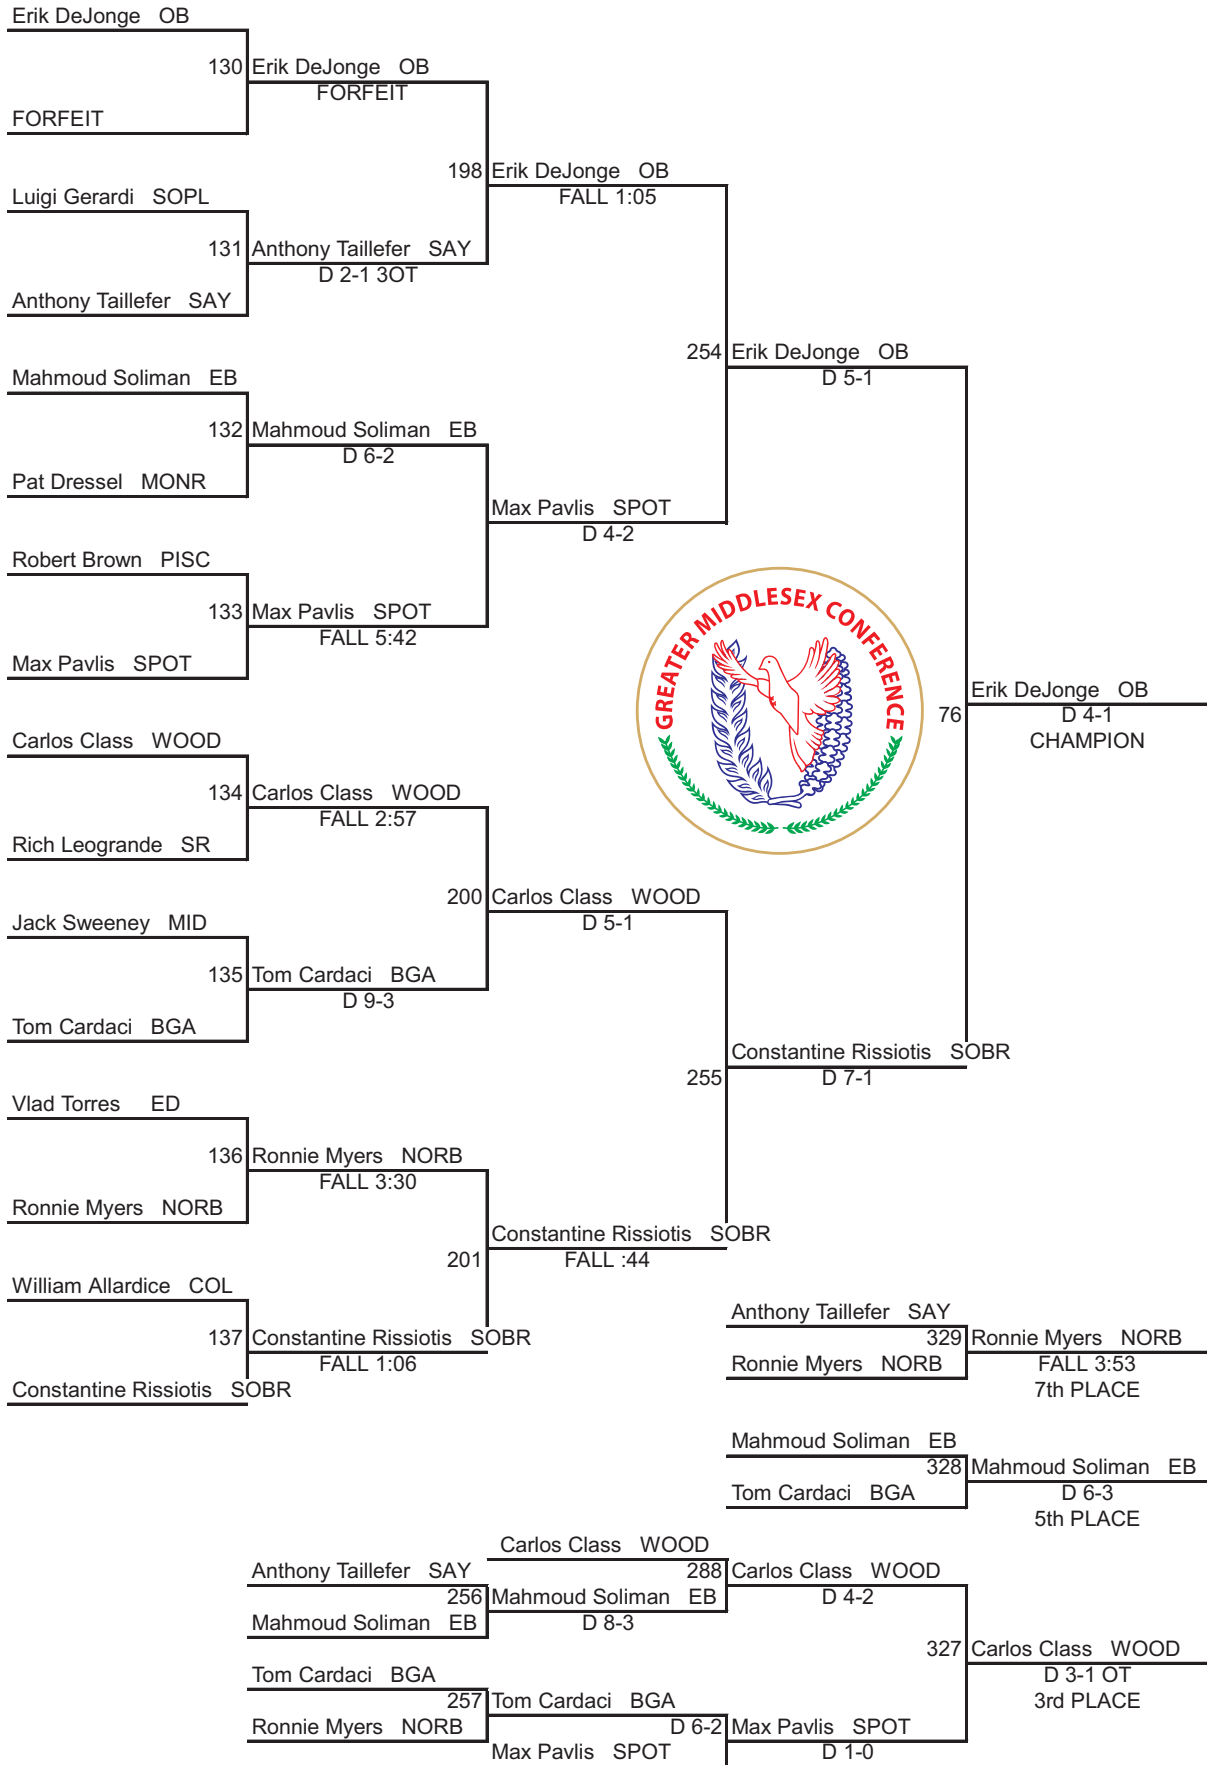 Erik DeJonge OB
130 Erik DeJonge OB
FORFEIT
FORFEIT
198 Erik DeJonge OB
FALL 1:05
Luigi Gerardi SOPL
131 Anthony Taillefer SAY
D 2-1 3OT
Anthony Taillefer SAY
254 Erik DeJonge OB
D 5-1
Mahmoud Soliman EB
132 Mahmoud Soliman EB
D 6-2
Pat Dressel MONR
Max Pavlis SPOT
D 4-2
Robert Brown PISC
133 Max Pavlis SPOT
FALL 5:42
Max Pavlis SPOT
GREATER MIDDLESEX CONFERENCE
76 Erik DeJonge OB
D 4-1
CHAMPION
Carlos Class WOOD
134 Carlos Class WOOD
FALL 2:57
Rich Leogrande SR
200 Carlos Class WOOD
D 5-1
Jack Sweeney MID
135 Tom Cardaci BGA
D 9-3
Tom Cardaci BGA
255 Constantine Rissiotis SOBR
D 7-1
Vlad Torres ED
136 Ronnie Myers NORB
FALL 3:30
Ronnie Myers NORB
201 Constantine Rissiotis SOBR
FALL :44
William Allardice COL
137 Constantine Rissiotis SOBR
FALL 1:06
Constantine Rissiotis SOBR
Anthony Taillefer SAY
329 Ronnie Myers NORB
Ronnie Myers NORB
FALL 3:53
7th PLACE
Mahmoud Soliman EB
328 Mahmoud Soliman EB
Tom Cardaci BGA
D 6-3
5th PLACE
Carlos Class WOOD
Anthony Taillefer SAY
288 Carlos Class WOOD
256 Mahmoud Soliman EB
D 4-2
Mahmoud Soliman EB
D 8-3
327 Carlos Class WOOD
D 3-1 OT
3rd PLACE
Tom Cardaci BGA
257 Tom Cardaci BGA
Ronnie Myers NORB
D 6-2
Max Pavlis SPOT
Max Pavlis SPOT
D 1-0